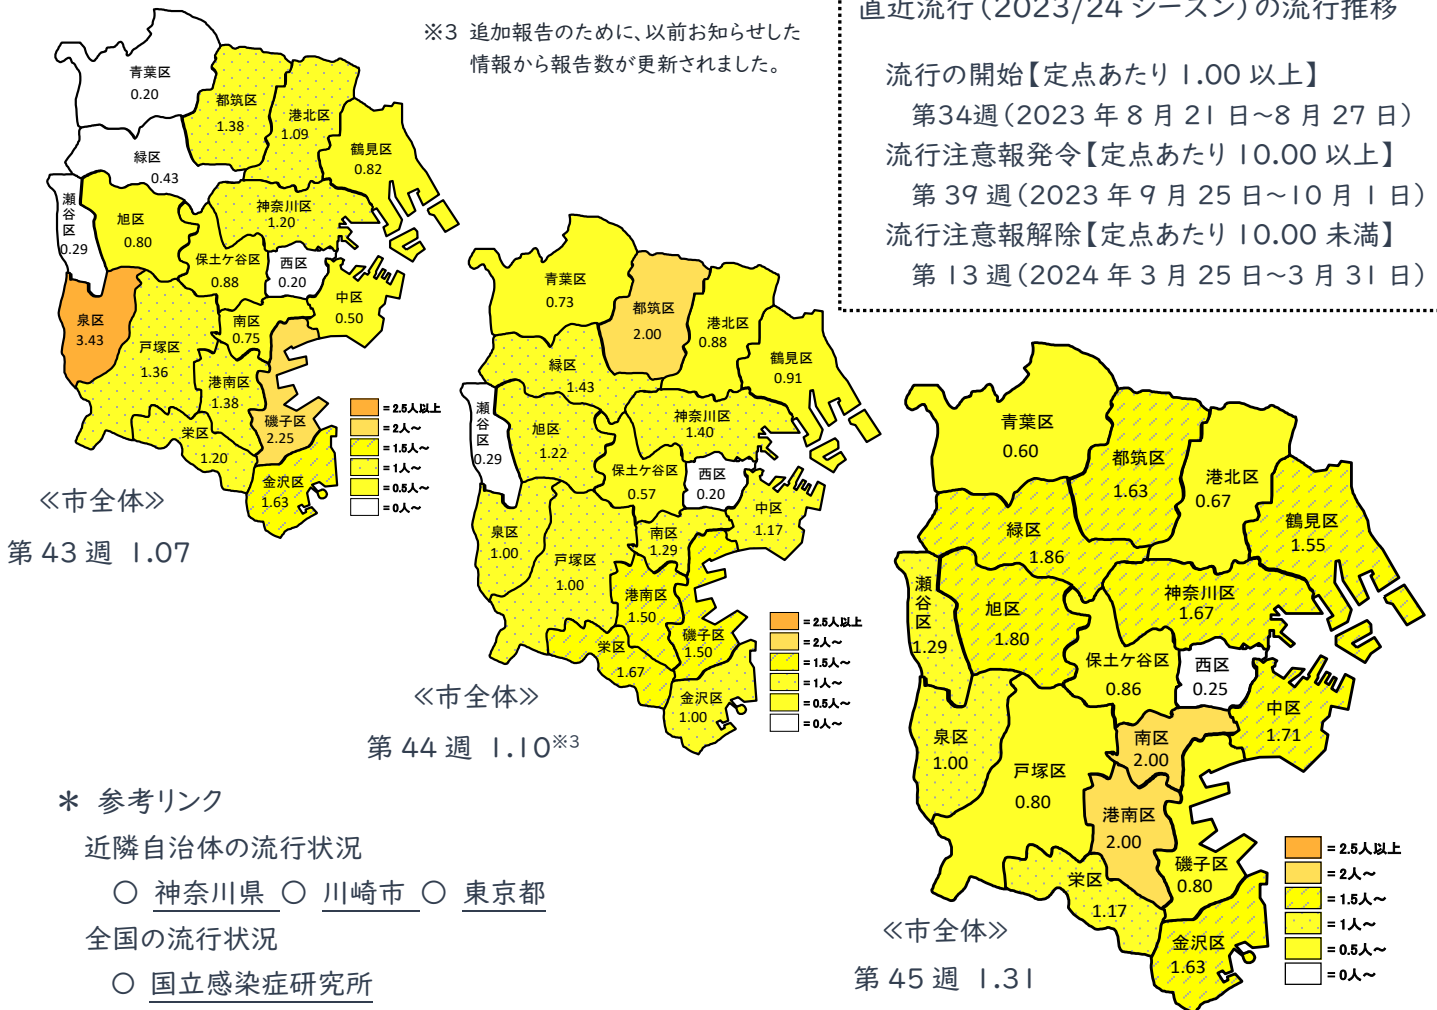 ※3 追加報告のために、以前お知らせした
情報から報告数が更新されました。
直近流行（2023/24 シーズン）の流行推移
流行の開始【定点あたり 1.00 以上】
第34週（2023 年 8 月 21 日～8 月 27 日）
流行注意報発令【定点あたり 10.00 以上】
第 39 週（2023 年 9 月 25 日～10 月 1 日）
流行注意報解除【定点あたり 10.00 未満】
第 13 週（2024 年 3 月 25 日～3 月 31 日）
青葉区
0.20
都筑区
1.38
港北区
1.09
鶴見区
0.82
緑区
0.43
瀬谷区
0.29
旭区
0.80
神奈川区
1.20
保土ケ谷区
0.88
西区
0.20
中区
0.50
泉区
3.43
戸塚区
1.36
南区
0.75
港南区
1.38
磯子区
2.25
栄区
1.20
金沢区
1.63
= 2.5人以上
= 2人～
= 1.5人～
= 1人～
= 0.5人～
= 0人～
≪市全体≫
第 43 週 1.07
青葉区
0.73
都筑区
2.00
港北区
0.88
鶴見区
0.91
緑区
1.43
瀬谷区
0.29
旭区
1.22
神奈川区
1.40
保土ケ谷区
0.57
西区
0.20
中区
1.17
泉区
1.00
戸塚区
1.00
南区
1.29
港南区
1.50
磯子区
1.50
栄区
1.67
金沢区
1.00
= 2.5人以上
= 2人～
= 1.5人～
= 1人～
= 0.5人～
= 0人～
≪市全体≫
第 44 週 1.10※3
青葉区
0.60
都筑区
1.63
港北区
0.67
鶴見区
1.55
緑区
1.86
瀬谷区
1.29
旭区
1.80
神奈川区
1.67
保土ケ谷区
0.86
西区
0.25
中区
1.71
泉区
1.00
戸塚区
0.80
南区
2.00
港南区
2.00
磯子区
0.80
栄区
1.17
金沢区
1.63
= 2.5人以上
= 2人～
= 1.5人～
= 1人～
= 0.5人～
= 0人～
≪市全体≫
第 45 週 1.31
＊ 参考リンク
近隣自治体の流行状況
○ 神奈川県 ○ 川崎市 ○ 東京都
全国の流行状況
○ 国立感染症研究所